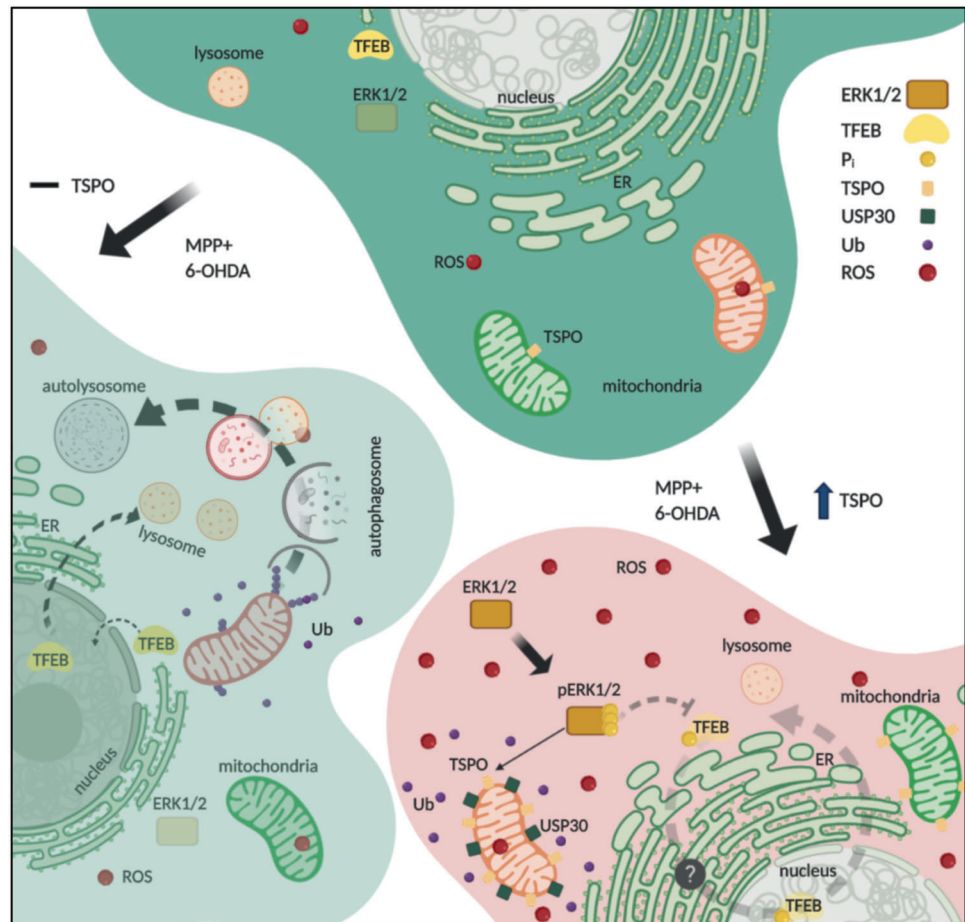 TFEB
lysosome
ERK1/2
nucleus
ER
ROS
TSPO
mitochondria
ERK1/2
TFEB
Pi
TSPO
USP30
Ub
ROS
TSPO
MPP+
6-OHDA
MPP+
6-OHDA
TSPO
autolysosome
autophagosome
ER
lysosome
Ub
TFEB
TFEB
nucleus
mitochondria
ERK1/2
ROS
ROS
ERK1/2
lysosome
pERK1/2
mitochondria
TFEB
ER
TSPO
Ub
USP30
?
nucleus
TFEB